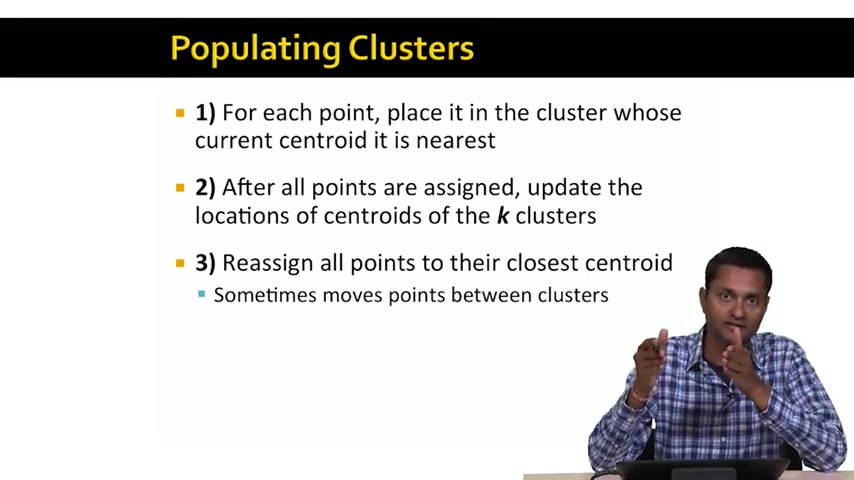 Populating Clusters
1) For each point, place it in the cluster whose
current centroid it is nearest
2) After all points are assigned, update the
locations of centroids of the k clusters
3) Reassign all points to their closest centroid
Sometimes moves points between clusters